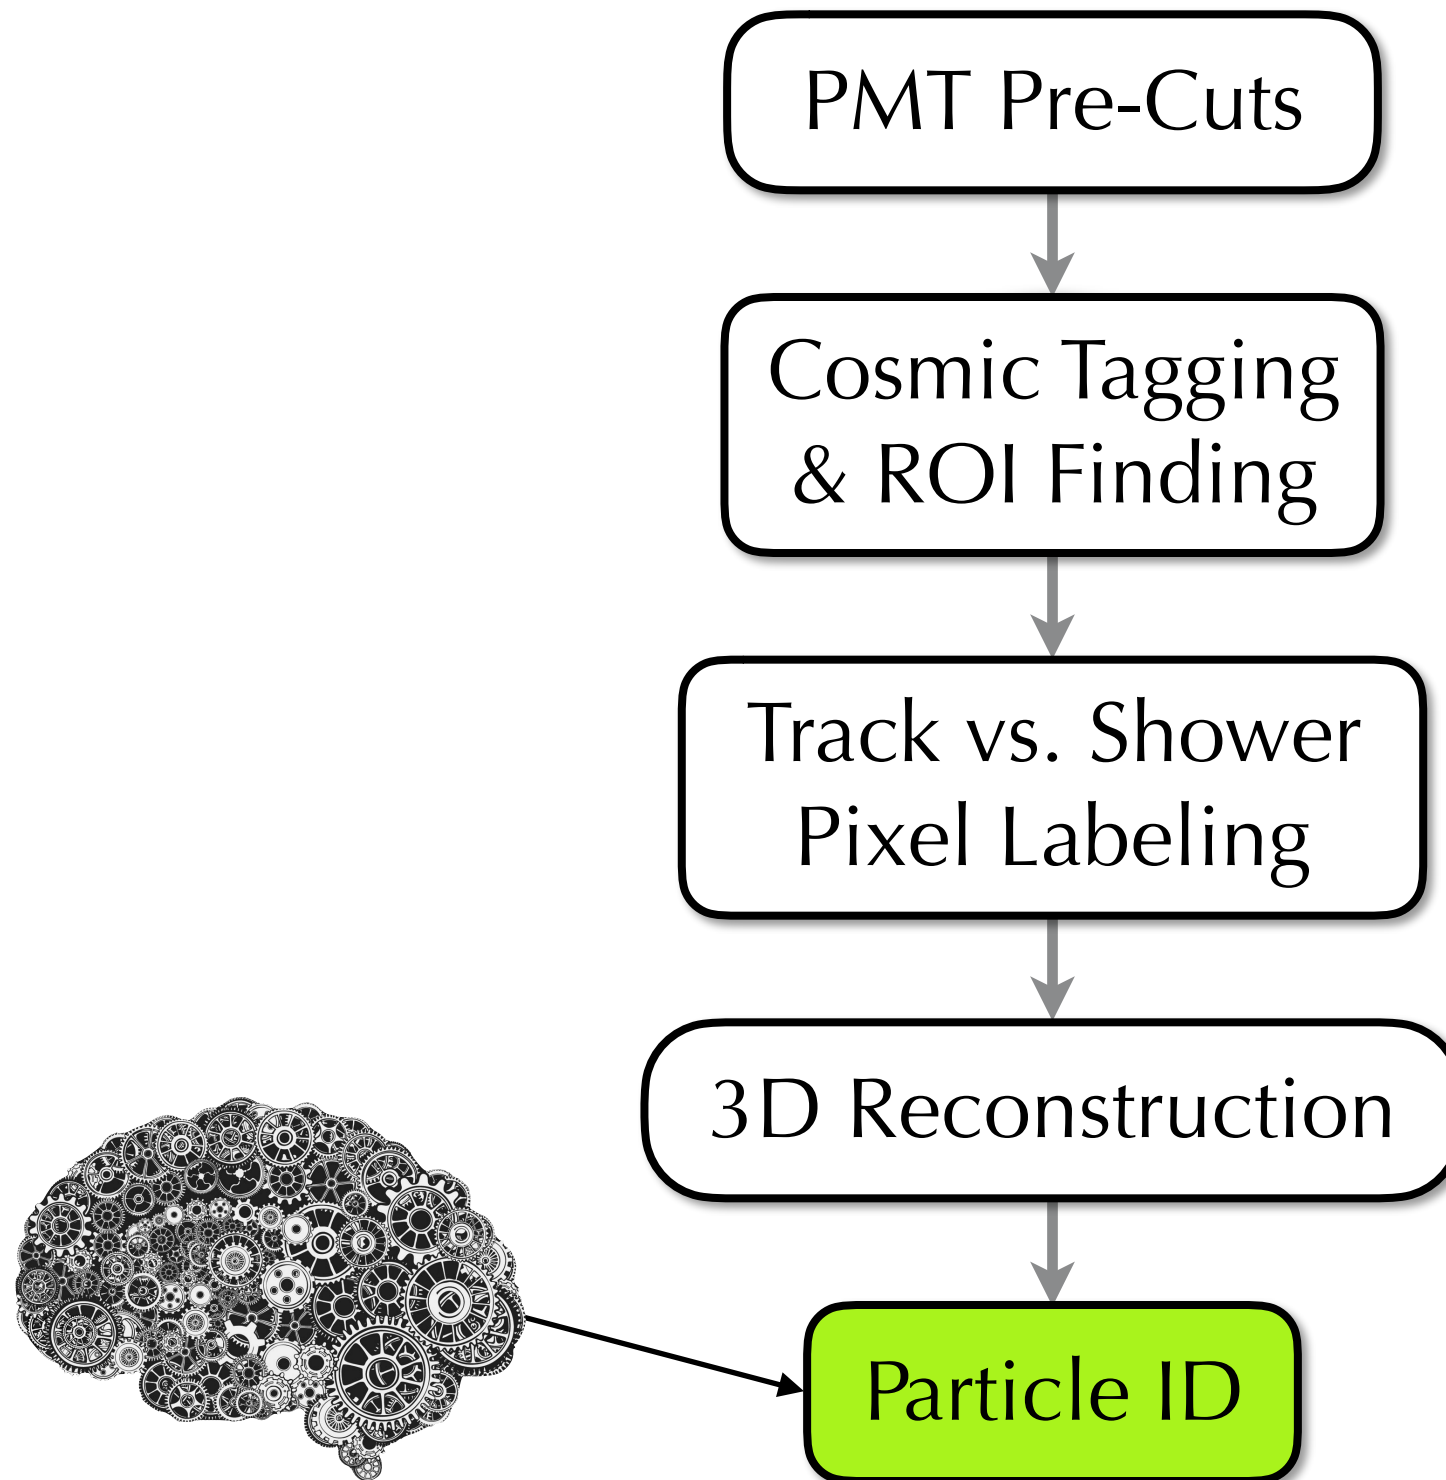 PMT Pre-Cuts
Cosmic Tagging
& ROI Finding
Track vs. Shower
Pixel Labeling
3D Reconstruction
Particle ID